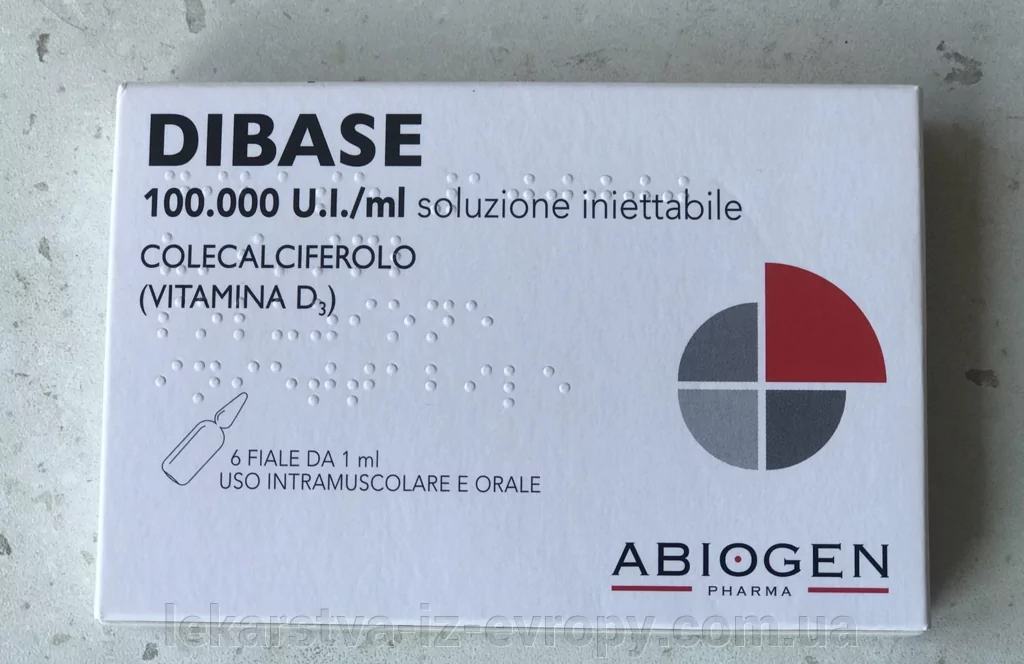 DIBASE
100.000 U.I./ml soluzione iniettabile
COLECALCIFEROLO
(VITAMINA D₃)
6 FIALE DA 1 ml
USO INTRAMUSCOLARE E ORALE
ABIOGEN
PHARMA
lekarstva-iz-evropy.com.ua